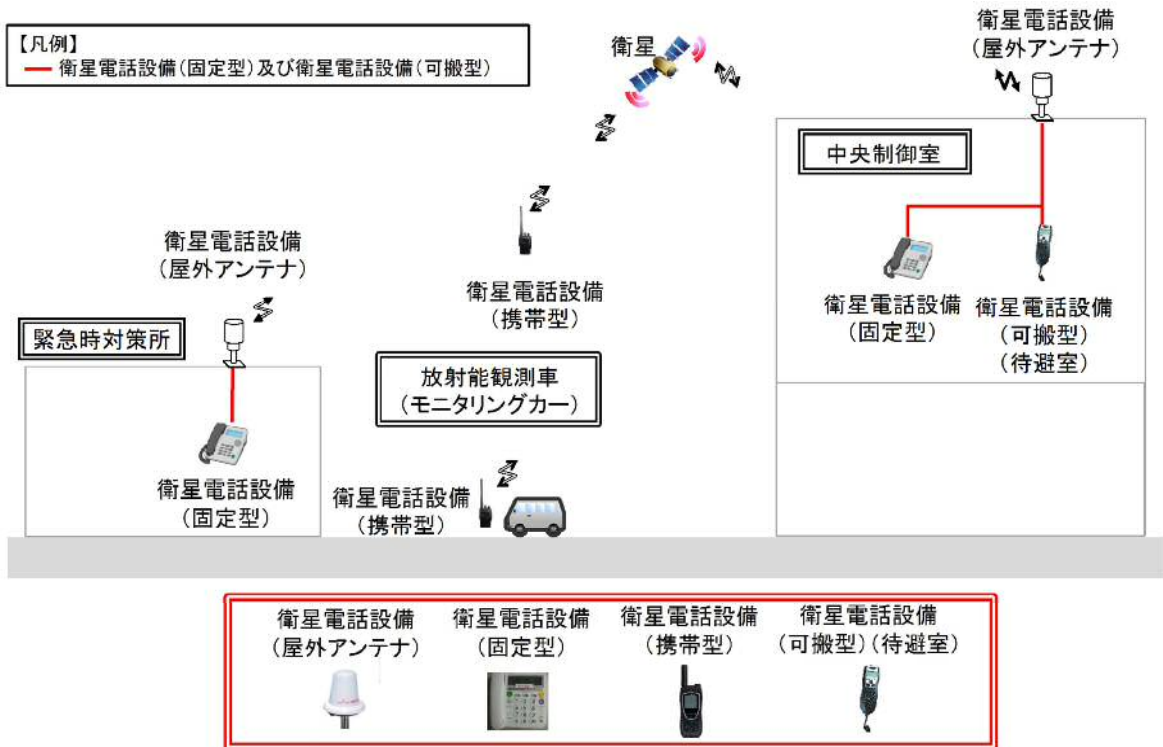 【凡例】
衛星電話設備(固定型)及び衛星電話設備(可搬型)
衛星
衛星電話設備
(屋外アンテナ)
中央制御室
衛星電話設備
(固定型)
衛星電話設備
(可搬型)
(待避室)
衛星電話設備
(携帯型)
衛星電話設備
(屋外アンテナ)
緊急時対策所
衛星電話設備
(固定型)
放射能観測車
(モニタリングカー)
衛星電話設備
(携帯型)
衛星電話設備
(屋外アンテナ)
衛星電話設備
(固定型)
衛星電話設備
(携帯型)
衛星電話設備
(可搬型)(待避室)